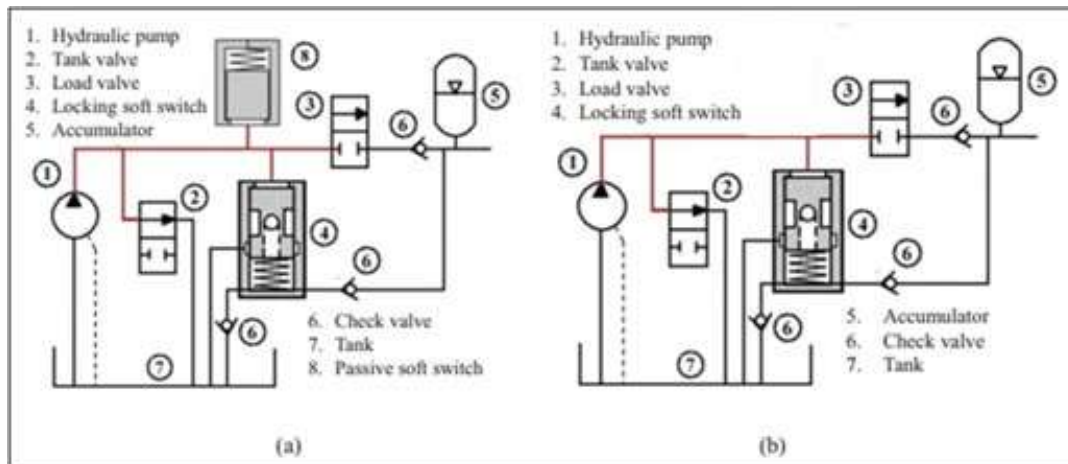 1. Hydraulic pump
2. Tank valve
3. Load valve
4. Locking soft switch
5. Accumulator
8
3
5
6
1
2
4
6
6
7
6. Check valve
7. Tank
8. Passive soft switch
(a)
1. Hydraulic pump
2. Tank valve
3. Load valve
4. Locking soft switch
3
5
6
1
2
4
6
6
7
5. Accumulator
6. Check valve
7. Tank
(b)